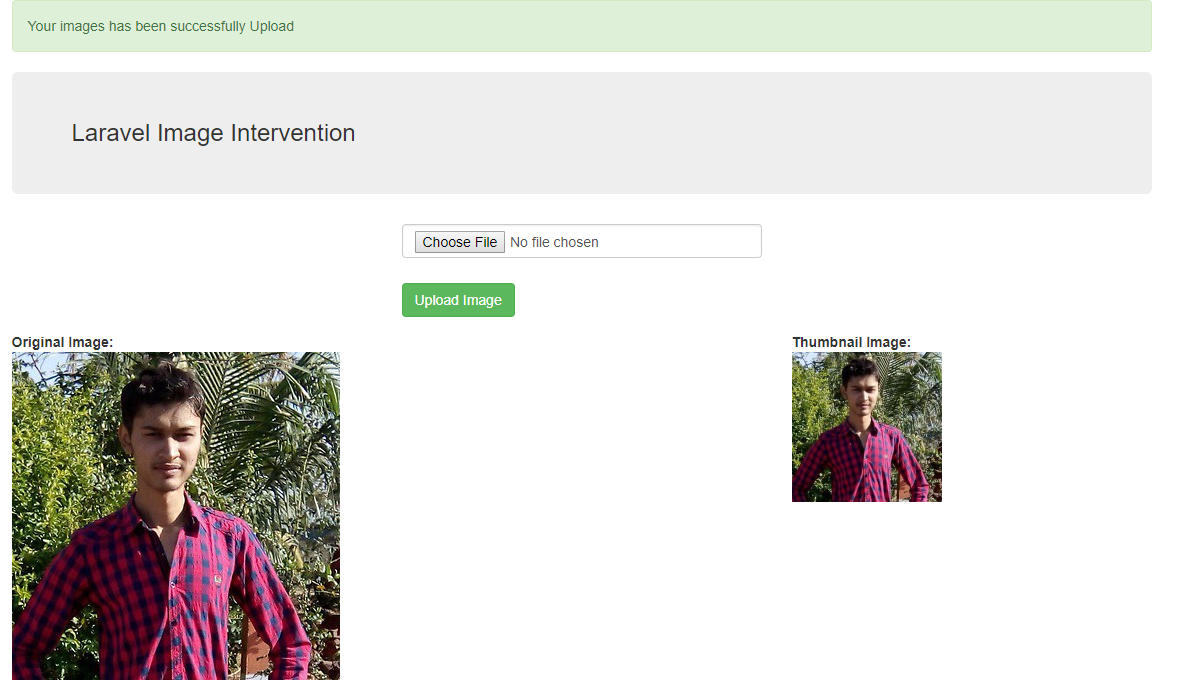 Your images has been successfully Upload
Laravel Image Intervention
Choose File No file chosen
Upload Image
Original Image:
Thumbnail Image: